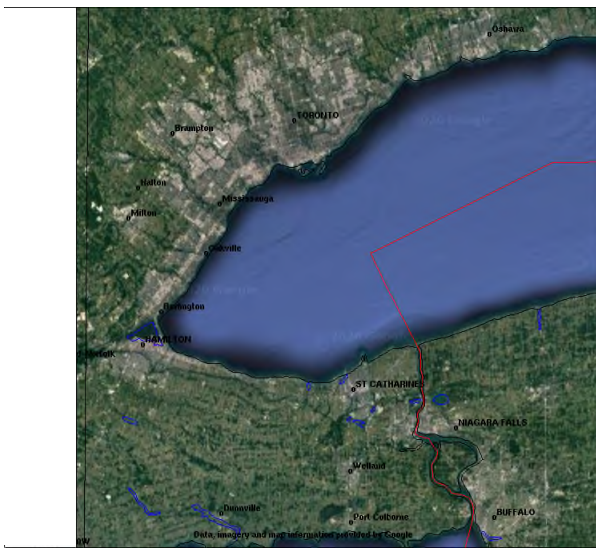 Oshawa
TORONTO
Brampton
Halton
Milton
Mississauga
Oakville
Burlington
HAMILTON
Norfolk
ST CATHARINES
NIAGARA FALLS
Welland
Dunnville
Port Colborne
BUFFALO
Data, imagery and map information provided by Google